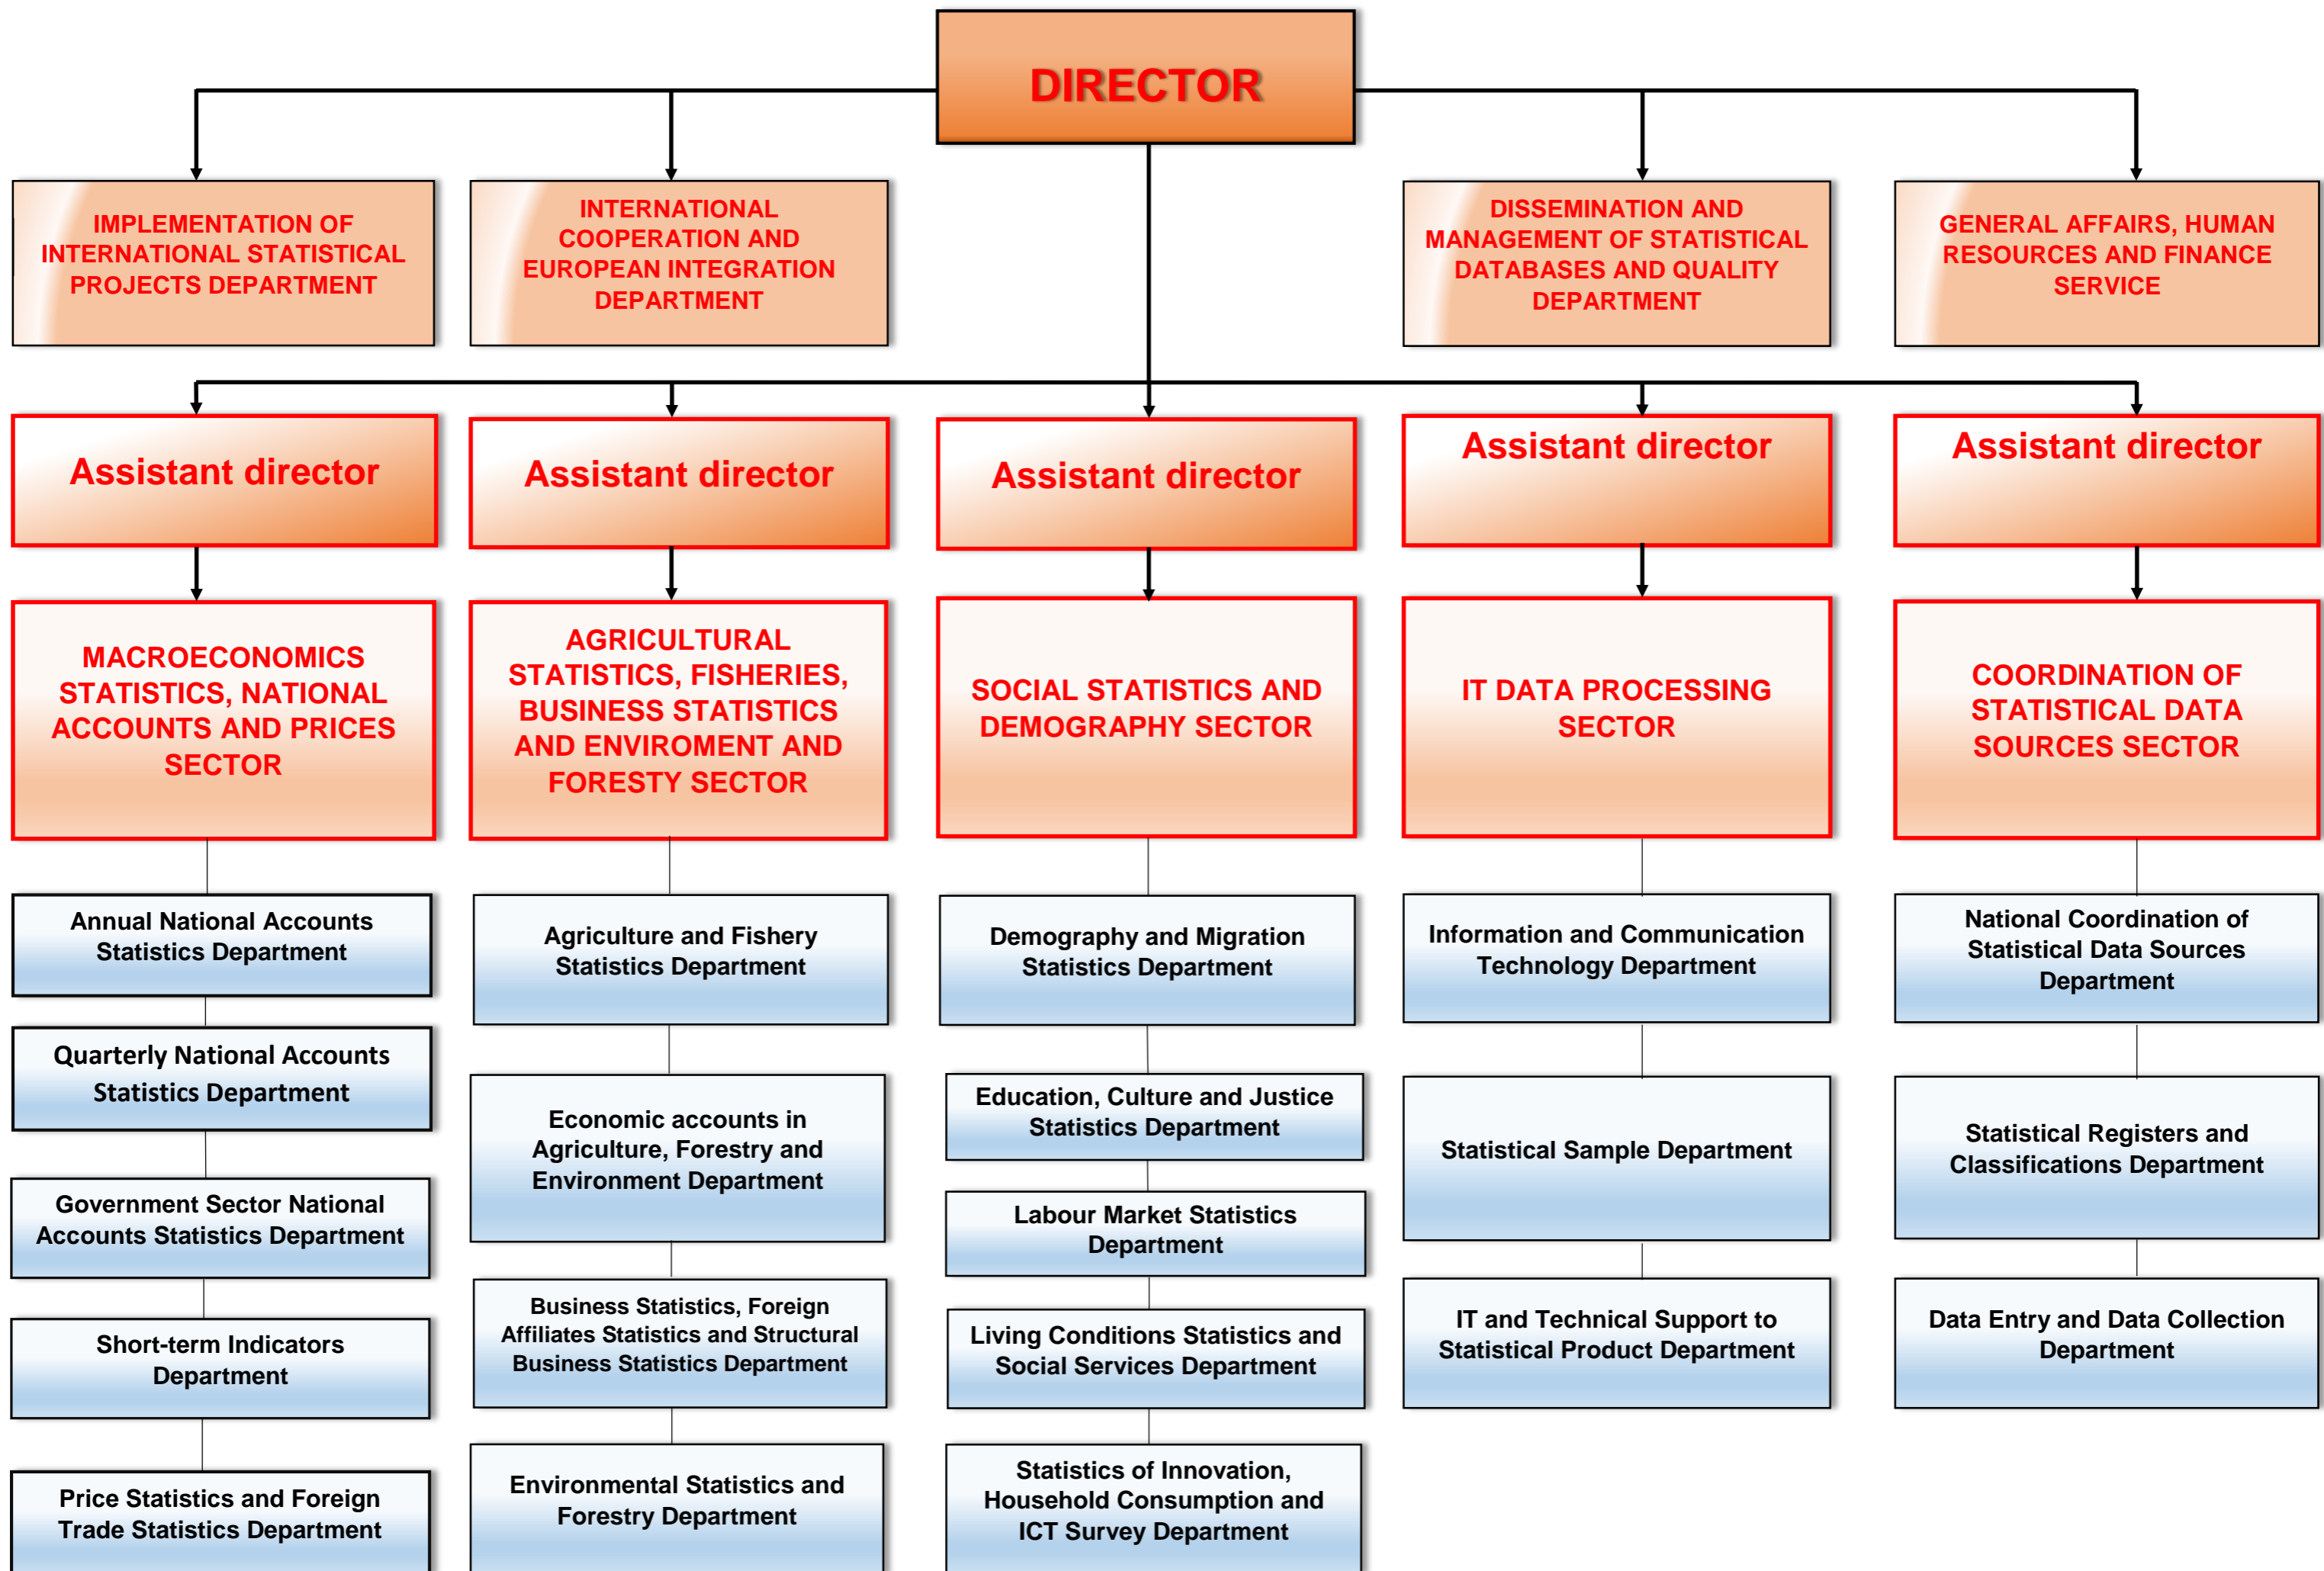 DIRECTOR
IMPLEMENTATION OF
INTERNATIONAL STATISTICAL
PROJECTS DEPARTMENT
INTERNATIONAL
COOPERATION AND
EUROPEAN INTEGRATION
DEPARTMENT
DISSEMINATION AND
MANAGEMENT OF STATISTICAL
DATABASES AND QUALITY
DEPARTMENT
GENERAL AFFAIRS, HUMAN
RESOURCES AND FINANCE
SERVICE
Assistant director
Assistant director
Assistant director
Assistant director
Assistant director
MACROECONOMICS
STATISTICS, NATIONAL
ACCOUNTS AND PRICES
SECTOR
AGRICULTURAL
STATISTICS, FISHERIES,
BUSINESS STATISTICS
AND ENVIROMENT AND
FORESTY SECTOR
SOCIAL STATISTICS AND
DEMOGRAPHY SECTOR
IT DATA PROCESSING
SECTOR
COORDINATION OF
STATISTICAL DATA
SOURCES SECTOR
Annual National Accounts
Statistics Department
Quarterly National Accounts
Statistics Department
Government Sector National
Accounts Statistics Department
Short-term Indicators
Department
Price Statistics and Foreign
Trade Statistics Department
Agriculture and Fishery
Statistics Department
Economic accounts in
Agriculture, Forestry and
Environment Department
Business Statistics, Foreign
Affiliates Statistics and Structural
Business Statistics Department
Environmental Statistics and
Forestry Department
Demography and Migration
Statistics Department
Education, Culture and Justice
Statistics Department
Labour Market Statistics
Department
Living Conditions Statistics and
Social Services Department
Statistics of Innovation,
Household Consumption and
ICT Survey Department
Information and Communication
Technology Department
Statistical Sample Department
IT and Technical Support to
Statistical Product Department
National Coordination of
Statistical Data Sources
Department
Statistical Registers and
Classifications Department
Data Entry and Data Collection
Department